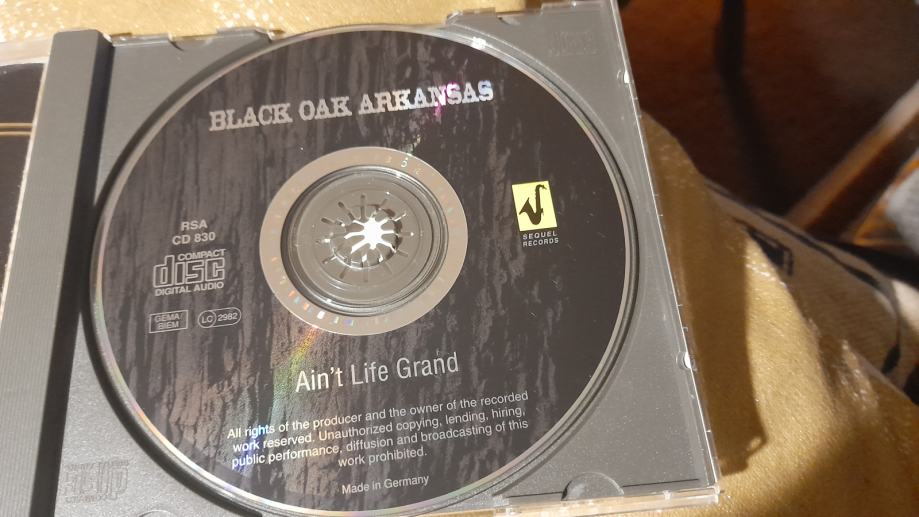 BLACK OAK ARKANSAS
RSA
CD 830
COMPACT
disc
DIGITAL AUDIO
GEMA
BIEM
LC 2982
SEQUEL
RECORDS
Ain't Life Grand
All rights of the producer and the owner of the recorded
work reserved. Unauthorized copying, lending, hiring,
public performance, diffusion and broadcasting of this
work prohibited.
Made in Germany